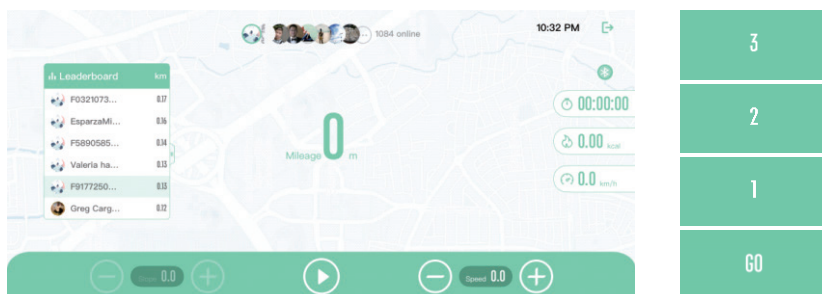 1084 online
10:32 PM
Leaderboard km
F0321073... 0.17
EsparzaMi... 0.16
F5890585... 0.14
Valeria ha... 0.13
F9177250... 0.13
Greg Carg... 0.12
Mileage 0 m
00:00:00
0.00 kcal
0.0 km/h
0.0
Speed 0.0
3
2
1
GO